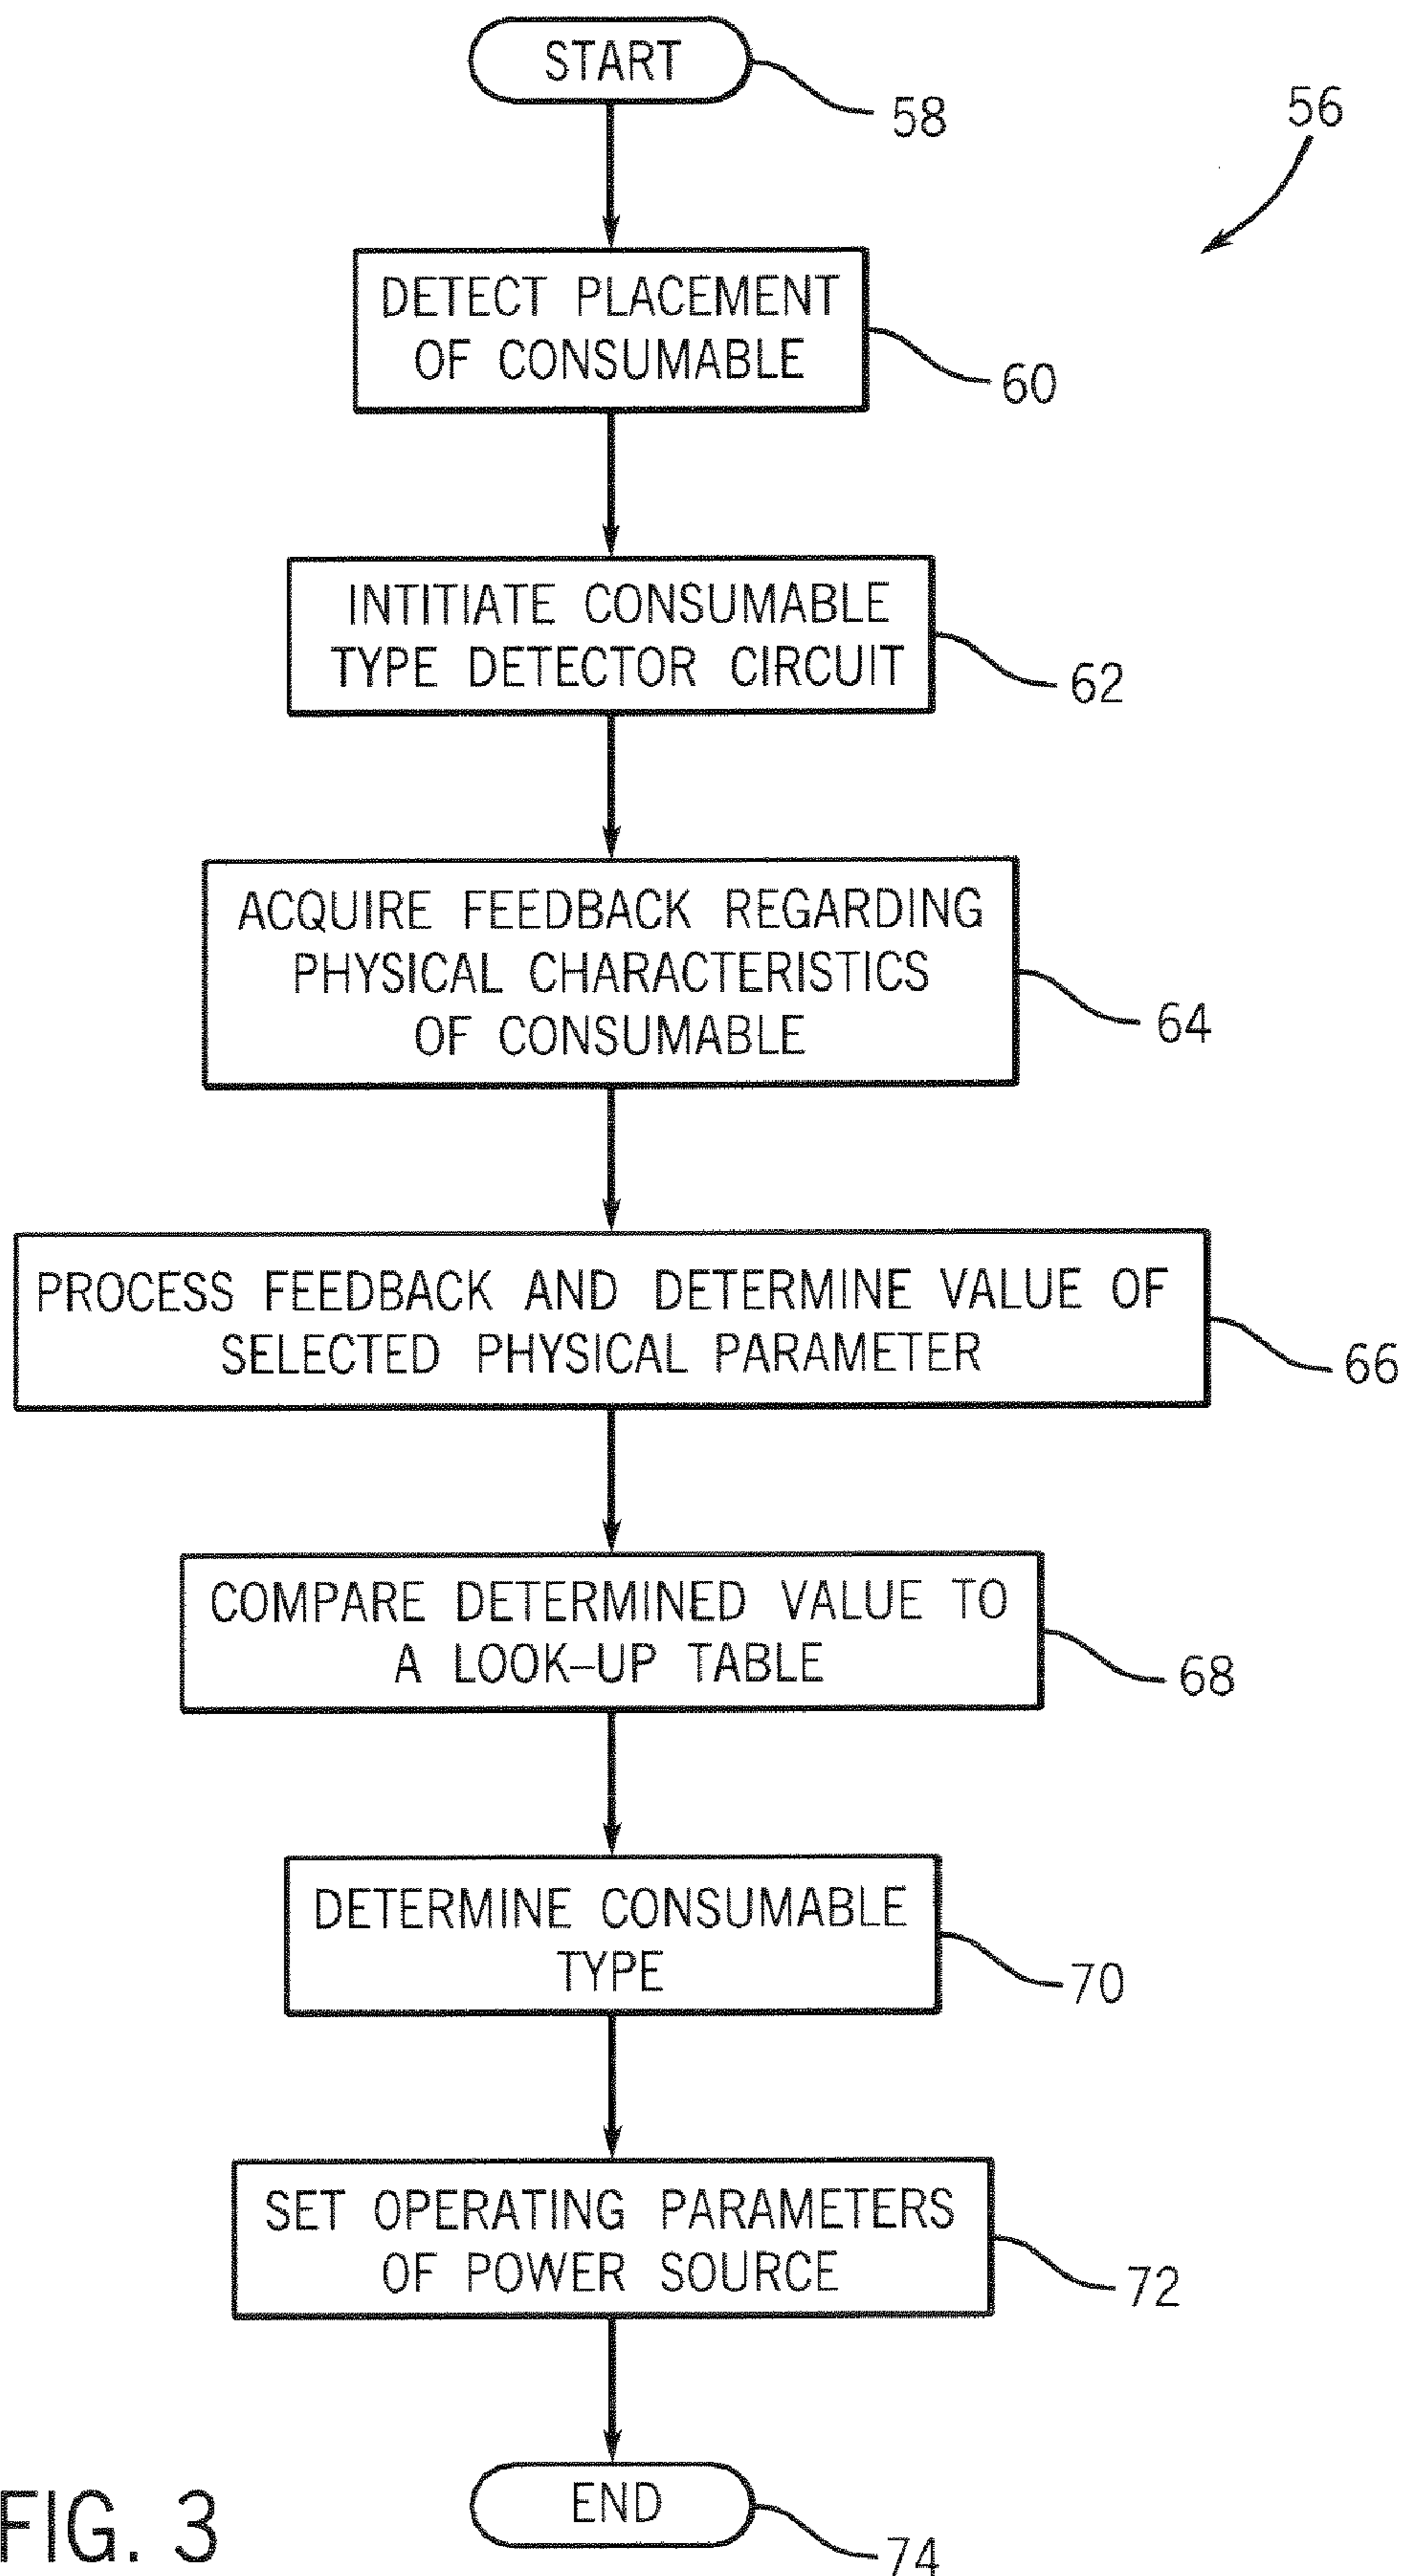 START
58
56
DETECT PLACEMENT
OF CONSUMABLE
60
INTITIATE CONSUMABLE
TYPE DETECTOR CIRCUIT
62
ACQUIRE FEEDBACK REGARDING
PHYSICAL CHARACTERISTICS
OF CONSUMABLE
64
PROCESS FEEDBACK AND DETERMINE VALUE OF
SELECTED PHYSICAL PARAMETER
66
COMPARE DETERMINED VALUE TO
A LOOK-UP TABLE
68
DETERMINE CONSUMABLE
TYPE
70
SET OPERATING PARAMETERS
OF POWER SOURCE
72
END
74
FIG. 3